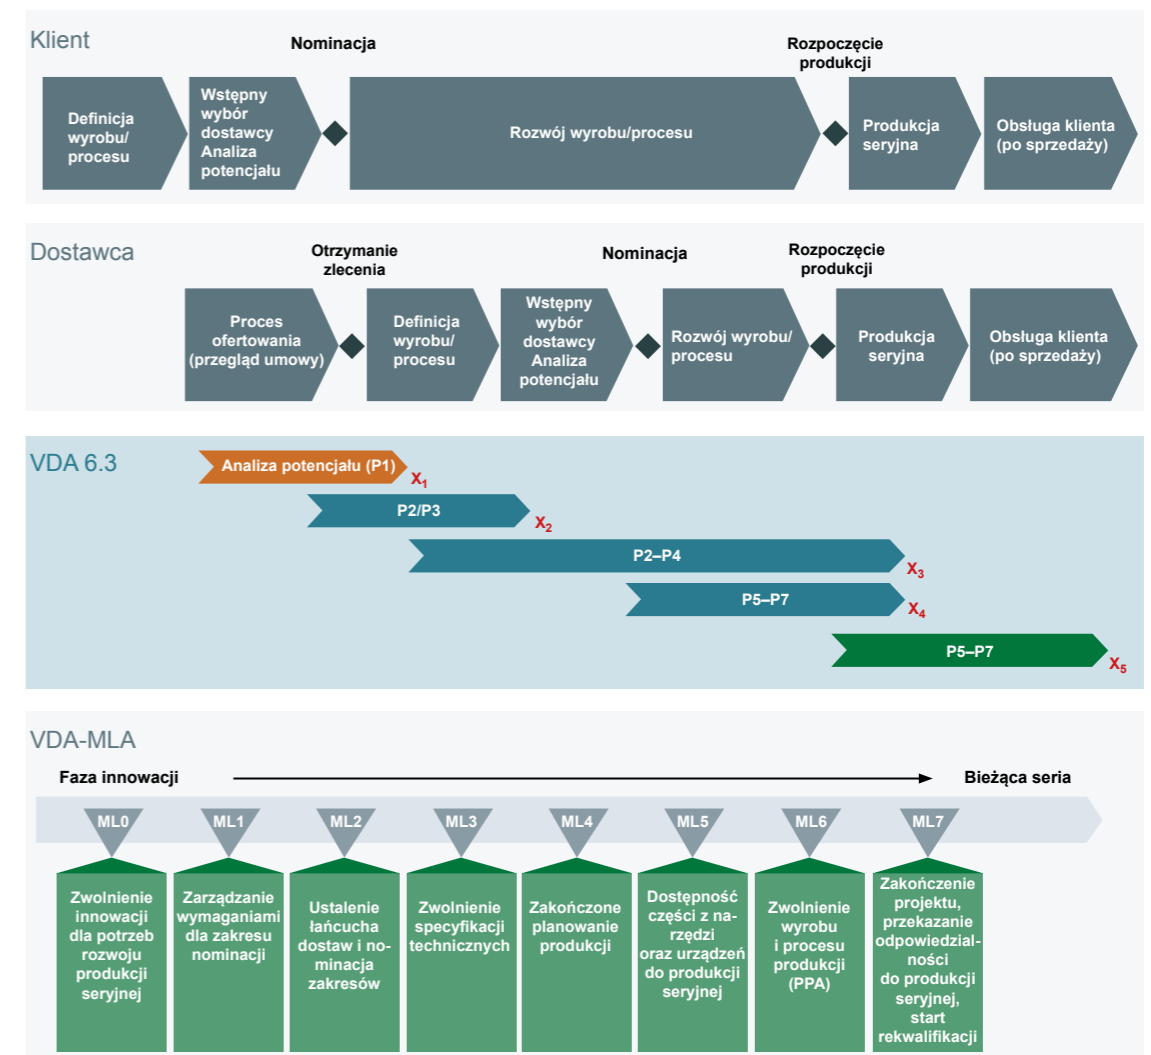 Klient
Nominacja
Rozpoczęcie
produkcji
Definicja
wyrobu/
procesu
Wstępny
wybór
dostawcy
Analiza
potencjału
Rozwój wyrobu/procesu
Produkcja
seryjna
Obsługa klienta
(po sprzedaży)
Dostawca
Otrzymanie
zlecenia
Nominacja
Rozpoczęcie
produkcji
Proces
ofertowania
(przegląd umowy)
Definicja
wyrobu/
procesu
Wstępny
wybór
dostawcy
Analiza
potencjału
Rozwój wyrobu/
procesu
Produkcja
seryjna
Obsługa klienta
(po sprzedaży)
VDA 6.3
Analiza potencjału (P1)
X₁
P2/P3
X₂
P2–P4
X₃
P5–P7
X₄
P5–P7
X₅
VDA-MLA
Faza innowacji
Bieżąca seria
ML0
ML1
ML2
ML3
ML4
ML5
ML6
ML7
Zwolnienie
innowacji
dla potrzeb
rozwoju
produkcji
seryjnej
Zarządzanie
wymaganiami
dla zakresu
nominacji
Ustalenie
łańcucha
dostaw i no-
minacja
zakresów
Zwolnienie
specyfikacji
technicznych
Zakończone
planowanie
produkcji
Dostępność
części z na-
rzędzi
oraz urządzeń
do produkcji
seryjnej
Zwolnienie
wyrobu
i procesu
produkcji
(PPA)
Zakończenie
projektu,
przekazanie
odpowiedzial-
ności
do produkcji
seryjnej,
start
rekwalifikacji